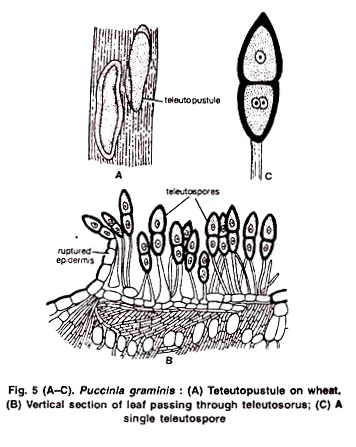 teleutopustule
A
C
teleutospores
ruptured
epidermis
B
Fig. 5 (A–C). Puccinia graminis : (A) Teteutopustule on wheat,
(B) Vertical section of leaf passing through teleutosorus; (C) A
single teleutospore